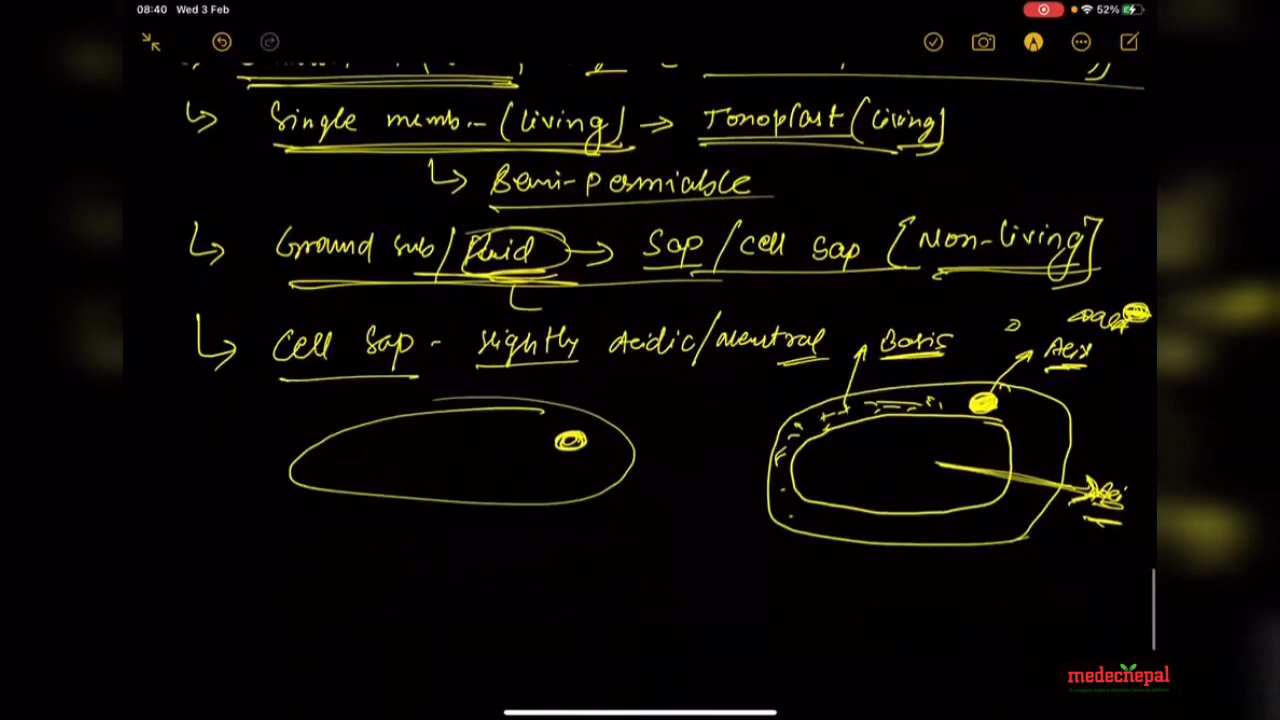 08:40 Wed 3 Feb 52%
Single memb.- (living) → Tonoplast (living)
Semi-permiable
Ground sub/fluid → Sap/cell sap [Non-living]
Cell Sap - slightly Acidic/Neutral Basic
medecnepal